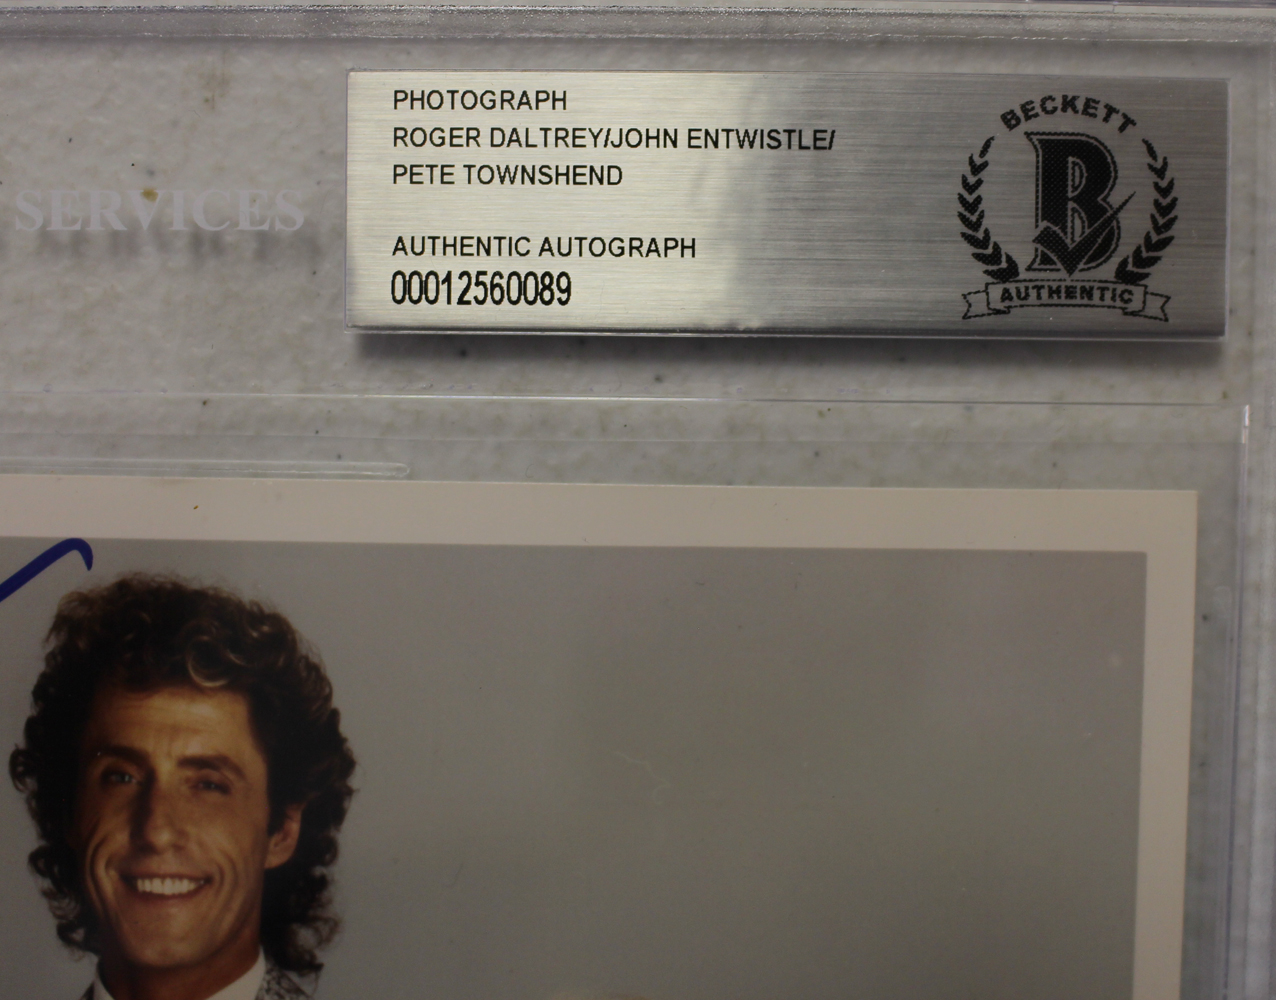 SERVICES
PHOTOGRAPH
ROGER DALTREY/JOHN ENTWISTLE/
PETE TOWNSHEND
AUTHENTIC AUTOGRAPH
00012560089
BECKETT
B
AUTHENTIC